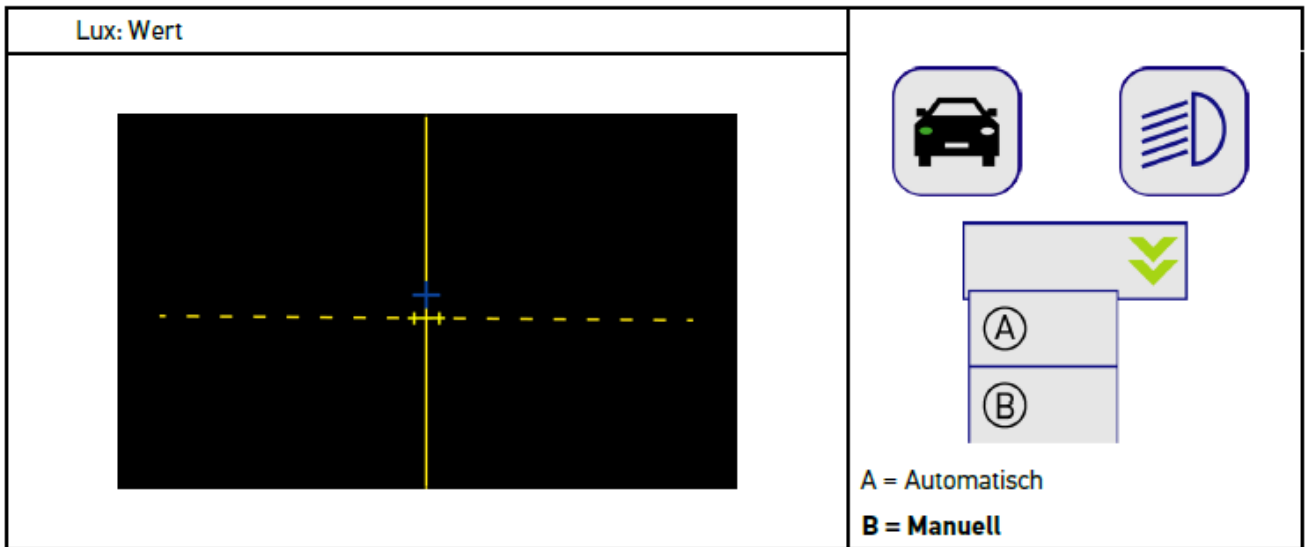 Lux: Wert
A
B
A = Automatisch
B = Manuell